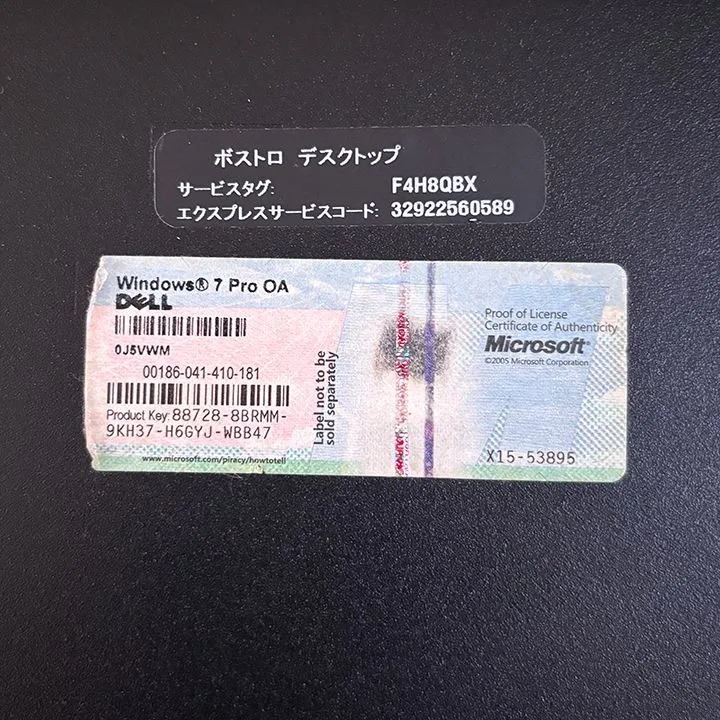 ボストロ デスクトップ
サービスタグ: F4H8QBX
エクスプレスサービスコード: 32922560589
Windows® 7 Pro OA
DELL
0J5VWM
00186-041-410-181
Product Key: 88728-8BRMM-
9KH37-H6GYJ-WBB47
www.microsoft.com/piracy/howtotell
Label not to be
sold separately
Proof of License
Certificate of Authenticity
Microsoft®
©2005 Microsoft Corporation
X15-53895